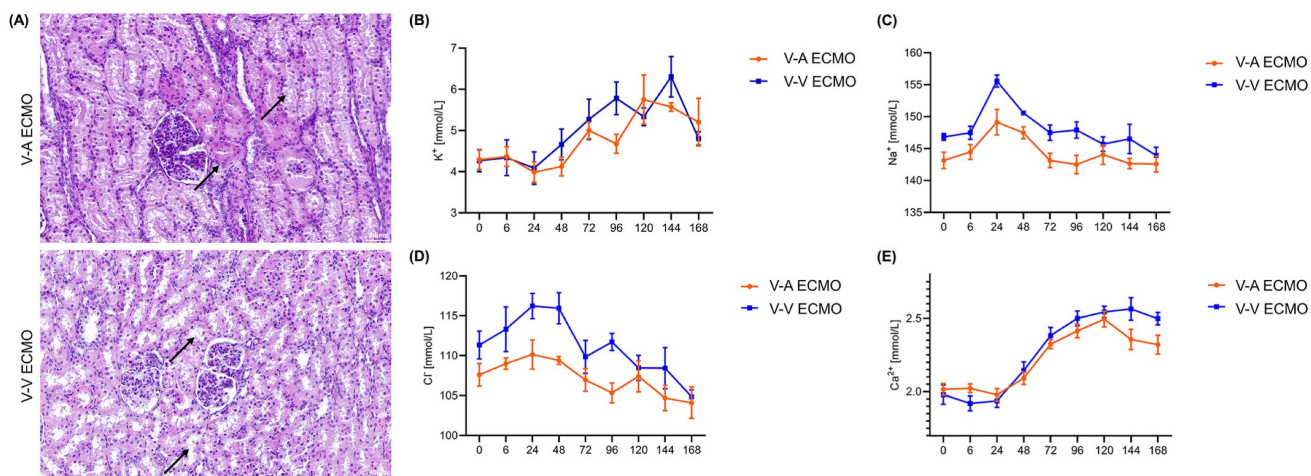 (A)
V-A ECMO
V-V ECMO
(B)
K⁺ [mmol/L]
7
6
5
4
3
0 6 24 48 72 96 120 144 168
V-A ECMO
V-V ECMO
(C)
Na⁺ [mmol/L]
160
155
150
145
140
135
0 6 24 48 72 96 120 144 168
V-A ECMO
V-V ECMO
(D)
Cl⁻ [mmol/L]
120
115
110
105
100
0 6 24 48 72 96 120 144 168
V-A ECMO
V-V ECMO
(E)
Ca²⁺ [mmol/L]
2.5
2.0
0 6 24 48 72 96 120 144 168
V-A ECMO
V-V ECMO